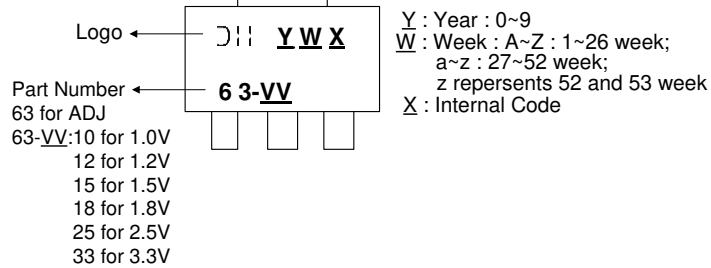 Logo
Y W X
Part Number
63-VV
63 for ADJ
63-VV:10 for 1.0V
12 for 1.2V
15 for 1.5V
18 for 1.8V
25 for 2.5V
33 for 3.3V
Y : Year : 0~9
W : Week : A~Z : 1~26 week;
a~z : 27~52 week;
z repersents 52 and 53 week
X : Internal Code